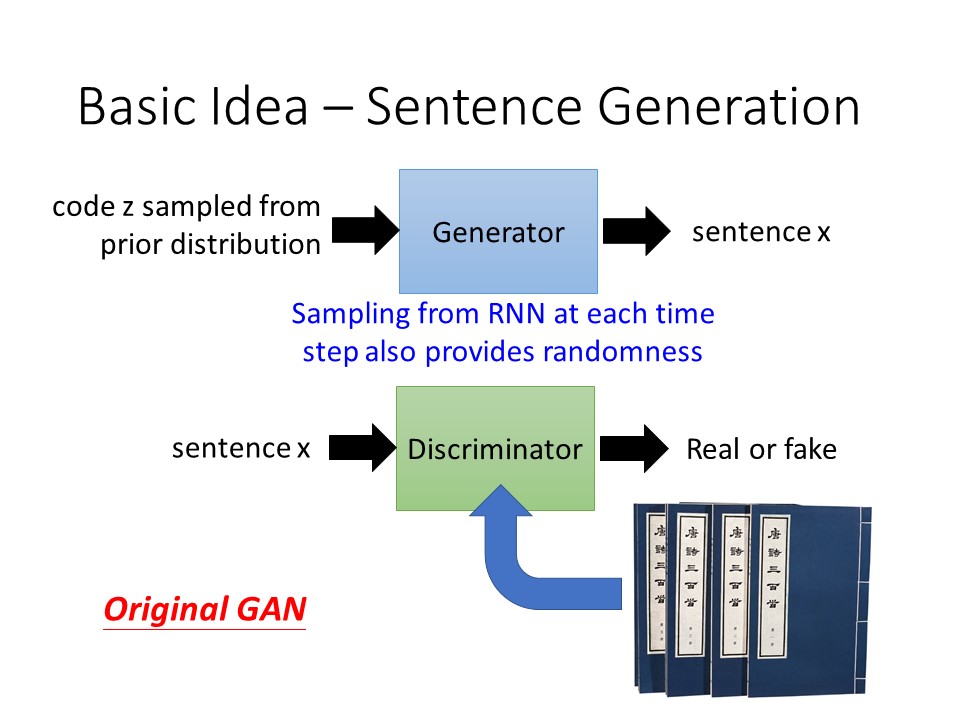 Basic Idea – Sentence Generation
code z sampled from
prior distribution
Generator
sentence x
Sampling from RNN at each time
step also provides randomness
sentence x
Discriminator
Real or fake
Original GAN
唐詩三百首
唐詩三百首
唐詩三百首
唐詩三百首